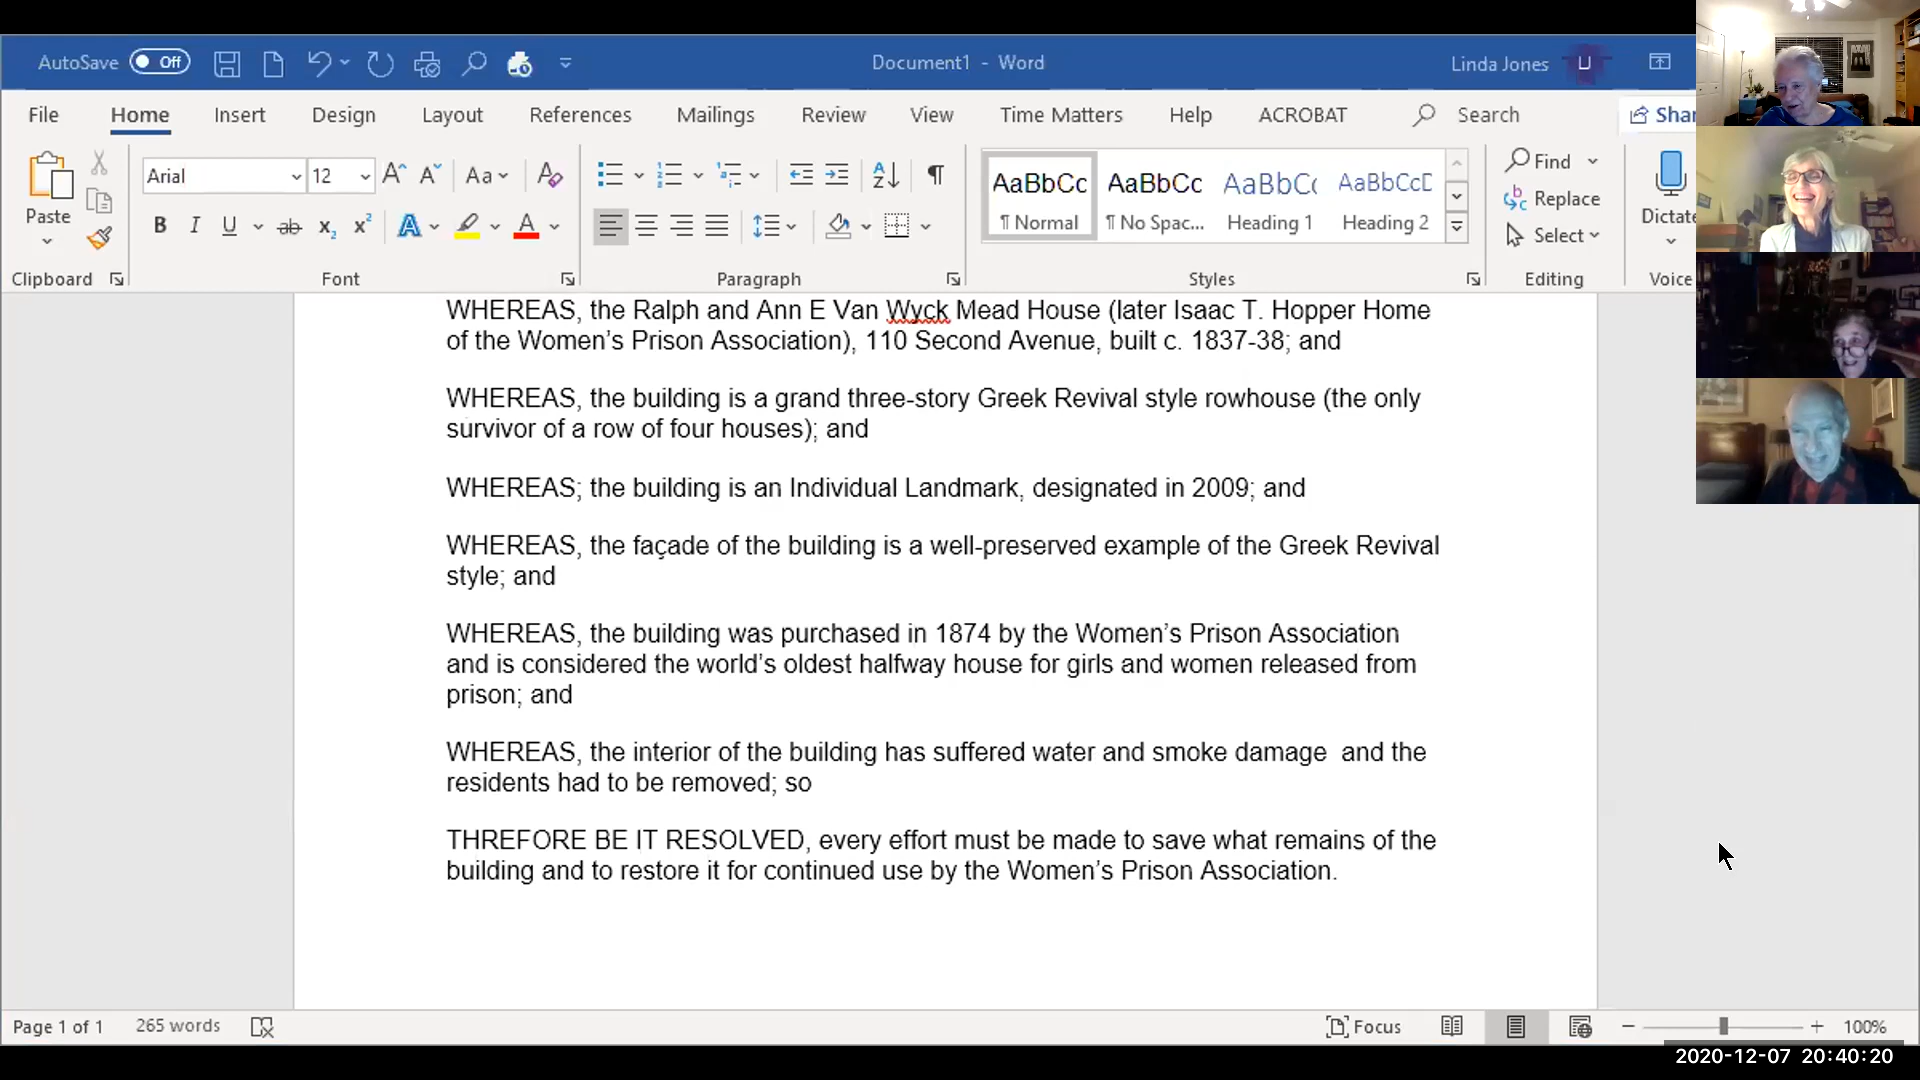 AutoSave Off Document1 - Word Linda Jones LJ
File Home Insert Design Layout References Mailings Review View Time Matters Help ACROBAT Search Shar
Paste Arial 12 Aa AaBbCc AaBbCc AaBbC AaBbCcD Find
B I U ab x2 x2 A A ¶ Normal ¶ No Spac... Heading 1 Heading 2 Replace Dictate
Select
Clipboard Font Paragraph Styles Editing Voice
WHEREAS, the Ralph and Ann E Van Wyck Mead House (later Isaac T. Hopper Home
of the Women’s Prison Association), 110 Second Avenue, built c. 1837-38; and
WHEREAS, the building is a grand three-story Greek Revival style rowhouse (the only
survivor of a row of four houses); and
WHEREAS; the building is an Individual Landmark, designated in 2009; and
WHEREAS, the façade of the building is a well-preserved example of the Greek Revival
style; and
WHEREAS, the building was purchased in 1874 by the Women’s Prison Association
and is considered the world’s oldest halfway house for girls and women released from
prison; and
WHEREAS, the interior of the building has suffered water and smoke damage  and the
residents had to be removed; so
THREFORE BE IT RESOLVED, every effort must be made to save what remains of the
building and to restore it for continued use by the Women’s Prison Association.
Page 1 of 1 265 words Focus 100%
2020-12-07 20:40:20